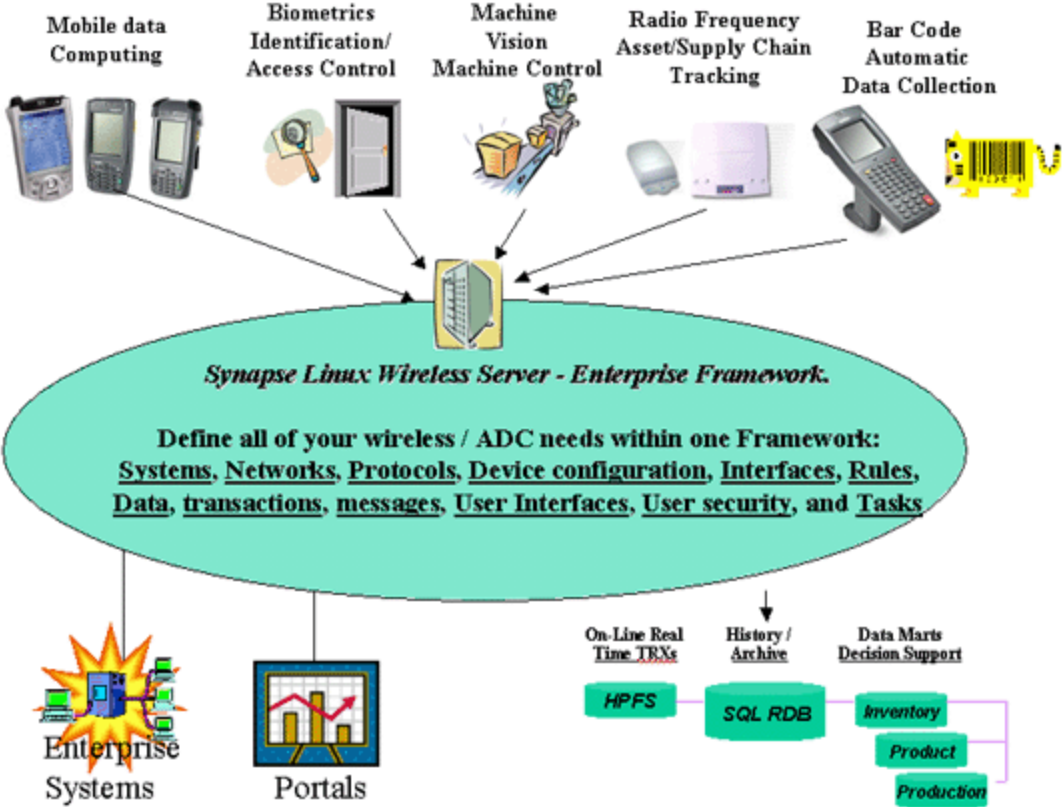 Mobile data
Computing
Biometrics
Identification/
Access Control
Machine
Vision
Machine Control
Radio Frequency
Asset/Supply Chain
Tracking
Bar Code
Automatic
Data Collection
Synapse Linux Wireless Server - Enterprise Framework.
Define all of your wireless / ADC needs within one Framework:
Systems, Networks, Protocols, Device configuration, Interfaces, Rules,
Data, transactions, messages, User Interfaces, User security, and Tasks
Enterprise
Systems
Portals
On-Line Real
Time TRXs
History /
Archive
Data Marts
Decision Support
HPFS
SQL RDB
Inventory
Product
Production